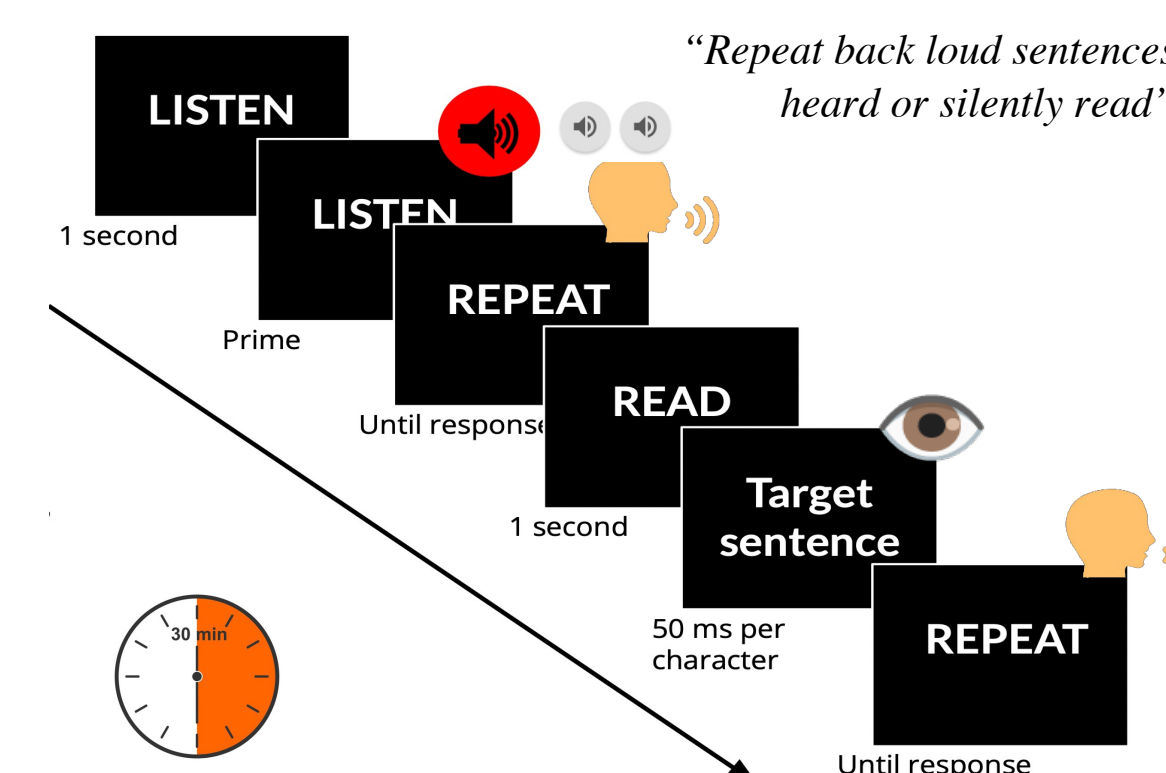 “Repeat back loud sentences
heard or silently read”
LISTEN
1 second
LISTEN
Prime
REPEAT
Until response
READ
1 second
Target
sentence
50 ms per
character
REPEAT
Until response
30 min